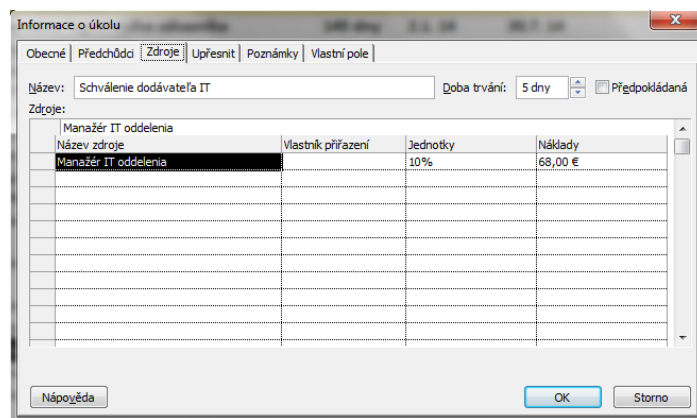 Informace o úkolu
Obecné Předchůdci Zdroje Upřesnit Poznámky Vlastní pole
Název: Schválenie dodávateľa IT Doba trvání: 5 dny Předpokládaná
Zdroje:
Manažér IT oddelenia
Název zdroje Vlastník přiřazení Jednotky Náklady
Manažér IT oddelenia 10% 68,00 €
Nápověda OK Storno